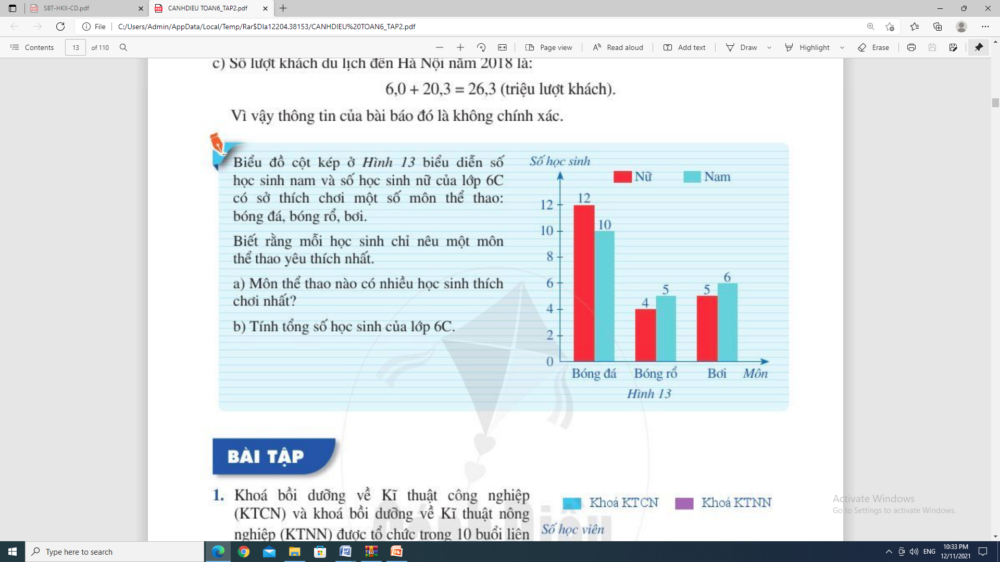 SBT-HKII-CD.pdf
CANHDIEU TOAN6_TAP2.pdf
File
C:/Users/Admin/AppData/Local/Temp/Rar$DIa12204.38153/CANHDIEU%20TOAN6_TAP2.pdf
Contents 13 of 110 Page view Read aloud Add text Draw Highlight Erase
c) Số lượt khách du lịch đến Hà Nội năm 2018 là:
6,0 + 20,3 = 26,3 (triệu lượt khách).
Vì vậy thông tin của bài báo đó là không chính xác.
Biểu đồ cột kép ở Hình 13 biểu diễn số
học sinh nam và số học sinh nữ của lớp 6C
có sở thích chơi một số môn thể thao:
bóng đá, bóng rổ, bơi.
Biết rằng mỗi học sinh chỉ nêu một môn
thể thao yêu thích nhất.
a) Môn thể thao nào có nhiều học sinh thích
chơi nhất?
b) Tính tổng số học sinh của lớp 6C.
Số học sinh
Nữ Nam
12
10
8
6
4
2
0
12 10 4 5 5 6
Bóng đá Bóng rổ Bơi Môn
Hình 13
BÀI TẬP
1. Khoá bồi dưỡng về Kĩ thuật công nghiệp
(KTCN) và khoá bồi dưỡng về Kĩ thuật nông
nghiệp (KTNN) được tổ chức trong 10 buổi liên
Khoá KTCN Khoá KTNN
Số học viên
Cánh Diều
Activate Windows
Go to Settings to activate Windows.
Type here to search
ENG
10:33 PM
12/11/2021